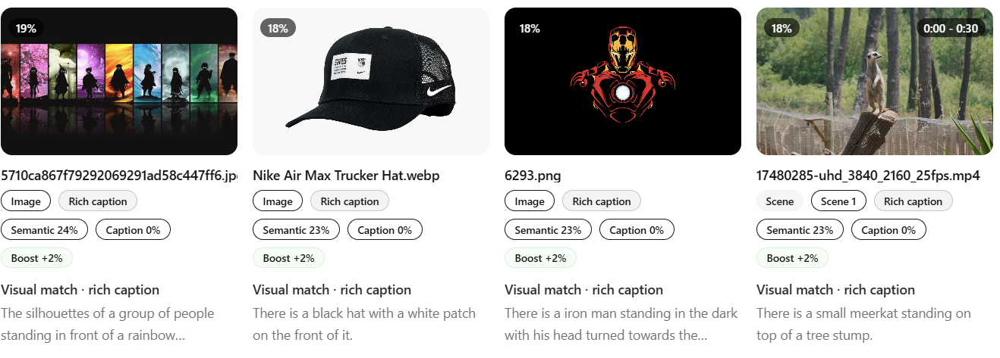 19%
5710ca867f79292069291ad58c447ff6.jp
Image Rich caption
Semantic 24% Caption 0%
Boost +2%
Visual match · rich caption
The silhouettes of a group of people
standing in front of a rainbow...
18%
STATES
Nike Air Max Trucker Hat.webp
Image Rich caption
Semantic 23% Caption 0%
Boost +2%
Visual match · rich caption
There is a black hat with a white patch
on the front of it.
18%
6293.png
Image Rich caption
Semantic 23% Caption 0%
Boost +2%
Visual match · rich caption
There is a iron man standing in the dark
with his head turned towards the...
18% 0:00 - 0:30
17480285-uhd_3840_2160_25fps.mp4
Scene Scene 1 Rich caption
Semantic 23% Caption 0%
Boost +2%
Visual match · rich caption
There is a small meerkat standing on
top of a tree stump.